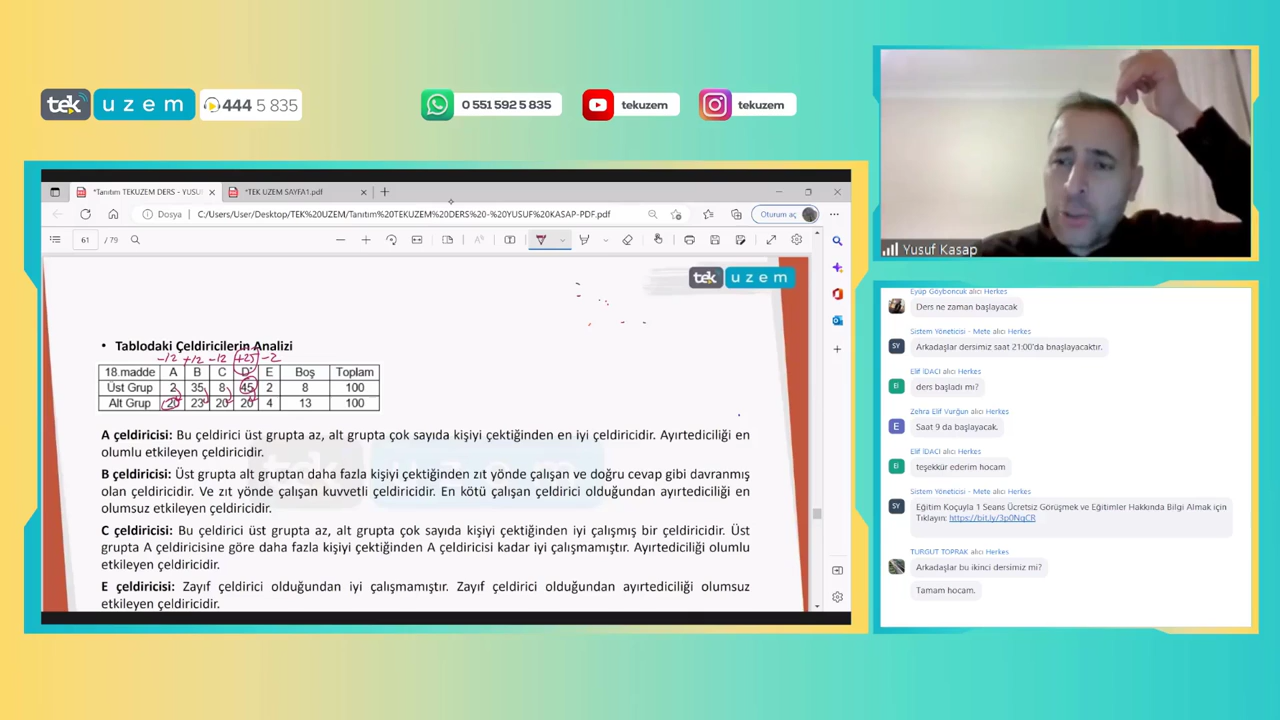 tek uzem 444 5 835
0 551 592 5 835
tekuzem
tekuzem
*Tanıtım TEKUZEM DERS - YUSUF
*TEK UZEM SAYFA1.pdf
Dosya
C:/Users/User/Desktop/TEK%20UZEM/Tanıtım%20TEKUZEM%20DERS%20-%20YUSUF%20KASAP-PDF.pdf
Oturum aç
61 / 79
tek uzem
• Tablodaki Çeldiricilerin Analizi
-12 +12 -12 +25 -2
18.madde A B C D* E Boş Toplam
Üst Grup 2 35 8 45 2 8 100
Alt Grup 20 23 20 20 4 13 100
A çeldiricisi: Bu çeldirici üst grupta az, alt grupta çok sayıda kişiyi çektiğinden en iyi çeldiricidir. Ayırtediciliği en
olumlu etkileyen çeldiricidir.
B çeldiricisi: Üst grupta alt gruptan daha fazla kişiyi çektiğinden zıt yönde çalışan ve doğru cevap gibi davranmış
olan çeldiricidir. Ve zıt yönde çalışan kuvvetli çeldiricidir. En kötü çalışan çeldirici olduğundan ayırtediciliği en
olumsuz etkileyen çeldiricidir.
C çeldiricisi: Bu çeldirici üst grupta az, alt grupta çok sayıda kişiyi çektiğinden iyi çalışmış bir çeldiricidir. Üst
grupta A çeldiricisine göre daha fazla kişiyi çektiğinden A çeldiricisi kadar iyi çalışmamıştır. Ayırtediciliği olumlu
etkileyen çeldiricidir.
E çeldiricisi: Zayıf çeldirici olduğundan iyi çalışmamıştır. Zayıf çeldirici olduğundan ayırtediciliği olumsuz
etkileyen çeldiricidir.
Yusuf Kasap
Eyüp Göyboncuk alıcı Herkes
Ders ne zaman başlayacak
Sistem Yöneticisi - Mete alıcı Herkes
SY
Arkadaşlar dersimiz saat 21:00'da bnaşlayacaktır.
Elif İDACI alıcı Herkes
Eİ
ders başladı mı?
Zehra Elif Vurğun alıcı Herkes
E
Saat 9 da başlayacak.
Elif İDACI alıcı Herkes
Eİ
teşekkür ederim hocam
Sistem Yöneticisi - Mete alıcı Herkes
SY
Eğitim Koçuyla 1 Seans Ücretsiz Görüşmek ve Eğitimler Hakkında Bilgi Almak için
Tıklayın: https://bit.ly/3p0NqCR
TURGUT TOPRAK alıcı Herkes
Arkadaşlar bu ikinci dersimiz mi?
Tamam hocam.